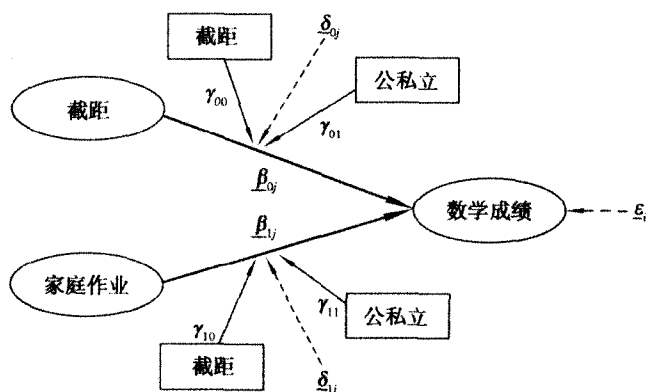 截距
δ₀ⱼ
γ₀₀
公私立
截距
γ₀₁
β₀ⱼ
数学成绩
β₁ⱼ
家庭作业
γ₁₁
公私立
γ₁₀
截距
δ₁ⱼ